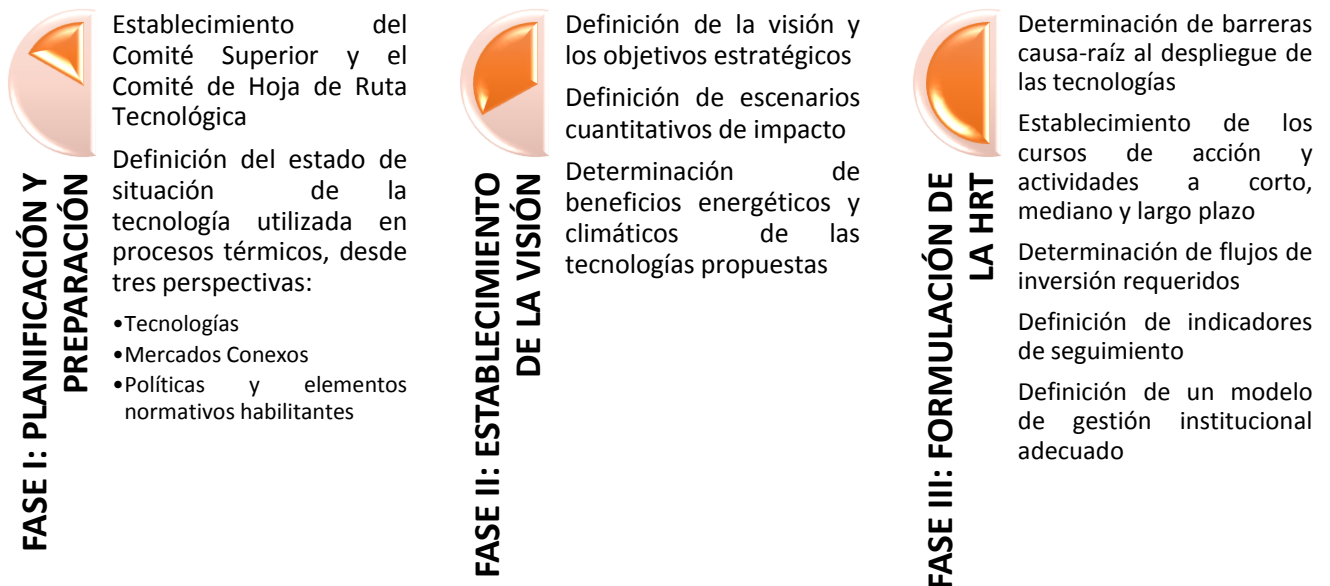 FASE I: PLANIFICACIÓN Y
PREPARACIÓN
Establecimiento del
Comité Superior y el
Comité de Hoja de Ruta
Tecnológica
Definición del estado de
situación de la
tecnología utilizada en
procesos térmicos, desde
tres perspectivas:
•Tecnologías
•Mercados Conexos
•Políticas y elementos
normativos habilitantes
FASE II: ESTABLECIMIENTO
DE LA VISIÓN
Definición de la visión y
los objetivos estratégicos
Definición de escenarios
cuantitativos de impacto
Determinación de
beneficios energéticos y
climáticos de las
tecnologías propuestas
FASE III: FORMULACIÓN DE
LA HRT
Determinación de barreras
causa-raíz al despliegue de
las tecnologías
Establecimiento de los
cursos de acción y
actividades a corto,
mediano y largo plazo
Determinación de flujos de
inversión requeridos
Definición de indicadores
de seguimiento
Definición de un modelo
de gestión institucional
adecuado